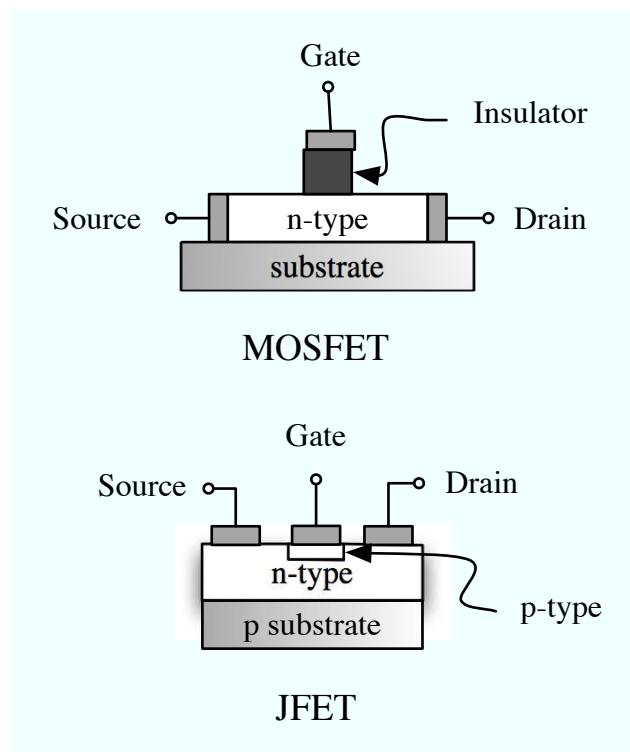 Gate
Insulator
Source
n-type
Drain
substrate
MOSFET
Gate
Source
Drain
n-type
p-type
p substrate
JFET